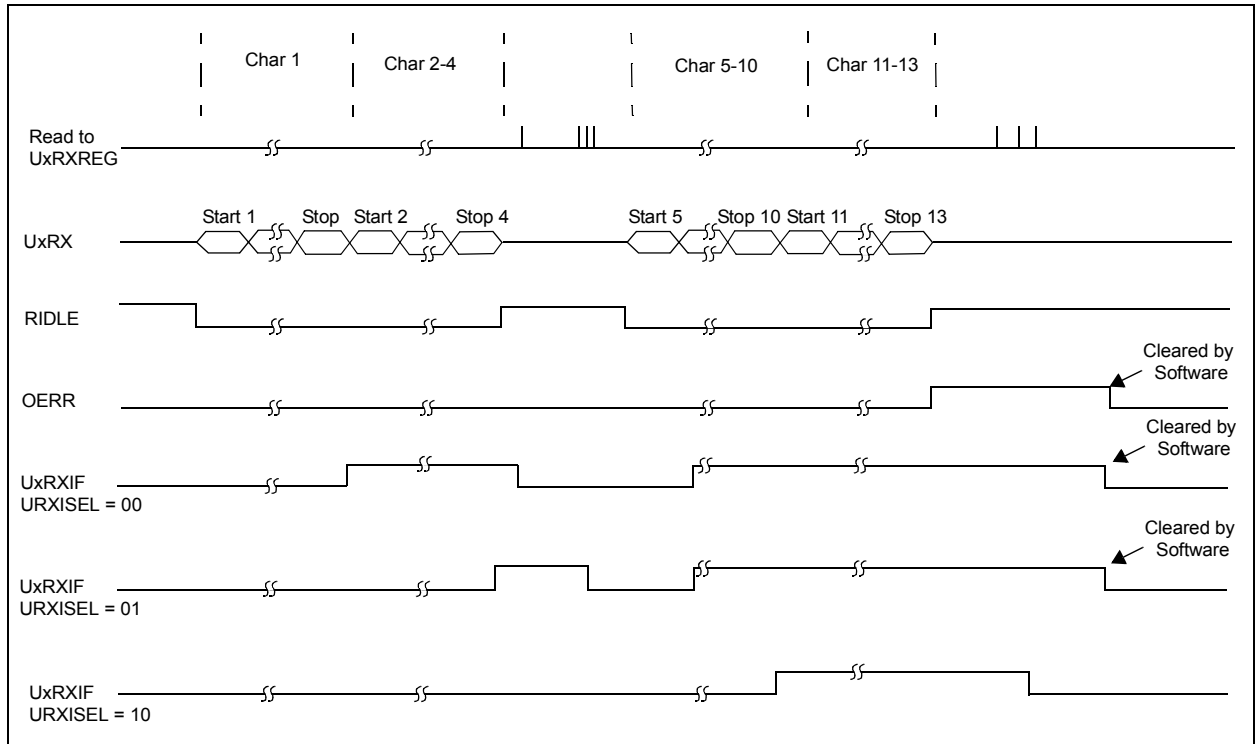 Char 1
Char 2-4
Char 5-10
Char 11-13
Read to
UxRXREG
Start 1
Stop
Start 2
Stop 4
Start 5
Stop 10
Start 11
Stop 13
UxRX
RIDLE
Cleared by
Software
OERR
Cleared by
Software
UxRXIF
URXISEL = 00
Cleared by
Software
UxRXIF
URXISEL = 01
UxRXIF
URXISEL = 10